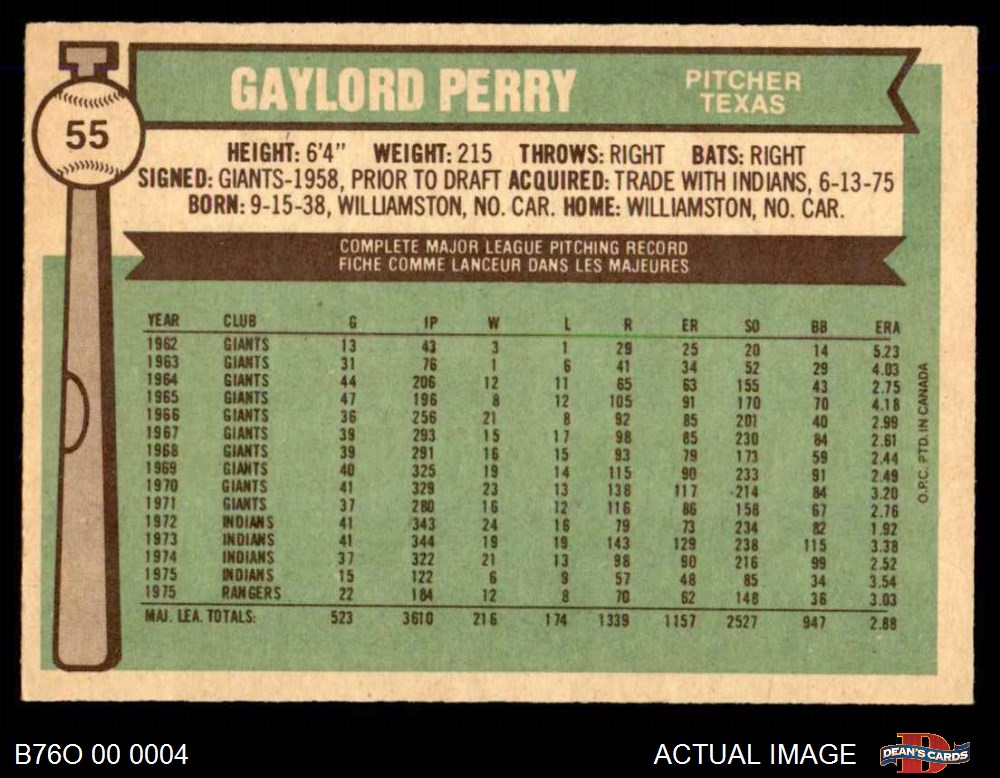 GAYLORD PERRY
PITCHER
TEXAS
55
HEIGHT: 6'4" WEIGHT: 215 THROWS: RIGHT BATS: RIGHT
SIGNED: GIANTS-1958, PRIOR TO DRAFT ACQUIRED: TRADE WITH INDIANS, 6-13-75
BORN: 9-15-38, WILLIAMSTON, NO. CAR. HOME: WILLIAMSTON, NO. CAR.
COMPLETE MAJOR LEAGUE PITCHING RECORD
FICHE COMME LANCEUR DANS LES MAJEURES
YEAR CLUB G IP W L R ER SO BB ERA
1962 GIANTS 13 43 3 1 29 25 20 14 5.23
1963 GIANTS 31 76 1 6 41 34 52 29 4.03
1964 GIANTS 44 206 12 11 65 63 155 43 2.75
1965 GIANTS 47 196 8 12 105 91 170 70 4.18
1966 GIANTS 36 256 21 8 92 85 201 40 2.99
1967 GIANTS 39 293 15 17 98 85 230 84 2.61
1968 GIANTS 39 291 16 15 93 79 173 59 2.44
1969 GIANTS 40 325 19 14 115 90 233 91 2.49
1970 GIANTS 41 329 23 13 138 117 214 84 3.20
1971 GIANTS 37 280 16 12 116 86 158 67 2.76
1972 INDIANS 41 343 24 16 79 73 234 82 1.92
1973 INDIANS 41 344 19 19 143 129 238 115 3.38
1974 INDIANS 37 322 21 13 98 90 216 99 2.52
1975 INDIANS 15 122 6 9 57 48 85 34 3.54
1975 RANGERS 22 184 12 8 70 62 148 36 3.03
MAJ. LEA. TOTALS: 523 3610 216 174 1339 1157 2527 947 2.88
O.P.C. PTD. IN CANADA
B76O 00 0004
ACTUAL IMAGE
D
DEAN'S CARDS